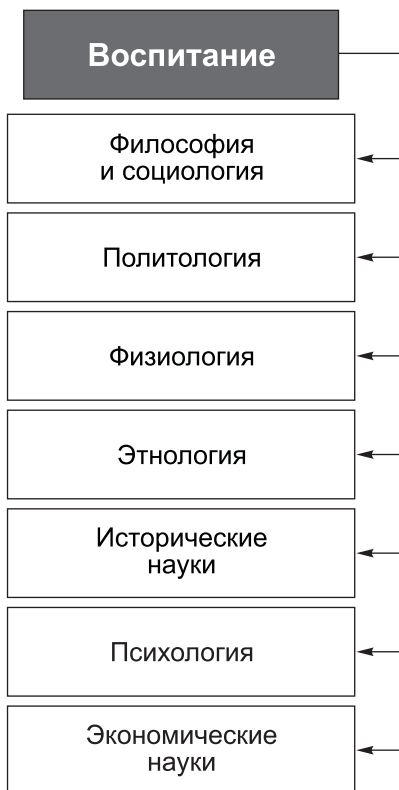 Воспитание
Философия
и социология
Политология
Физиология
Этнология
Исторические
науки
Психология
Экономические
науки